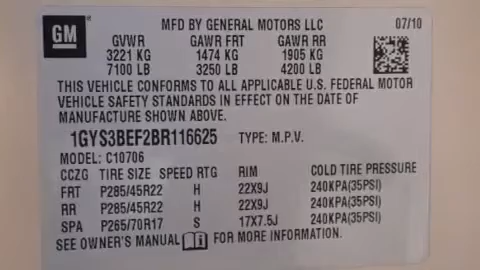 GM
MFD BY GENERAL MOTORS LLC 07/10
GVWR GAWR FRT GAWR RR
3221 KG 1474 KG 1905 KG
7100 LB 3250 LB 4200 LB
THIS VEHICLE CONFORMS TO ALL APPLICABLE U.S. FEDERAL MOTOR
VEHICLE SAFETY STANDARDS IN EFFECT ON THE DATE OF
MANUFACTURE SHOWN ABOVE.
1GYS3BEF2BR116625 TYPE: M.P.V.
MODEL: C10706
CCZG TIRE SIZE SPEED RTG RIM COLD TIRE PRESSURE
FRT P285/45R22 H 22X9J 240KPA(35PSI)
RR P285/45R22 H 22X9J 240KPA(35PSI)
SPA P265/70R17 S 17X7.5J 240KPA(35PSI)
SEE OWNER'S MANUAL FOR MORE INFORMATION.